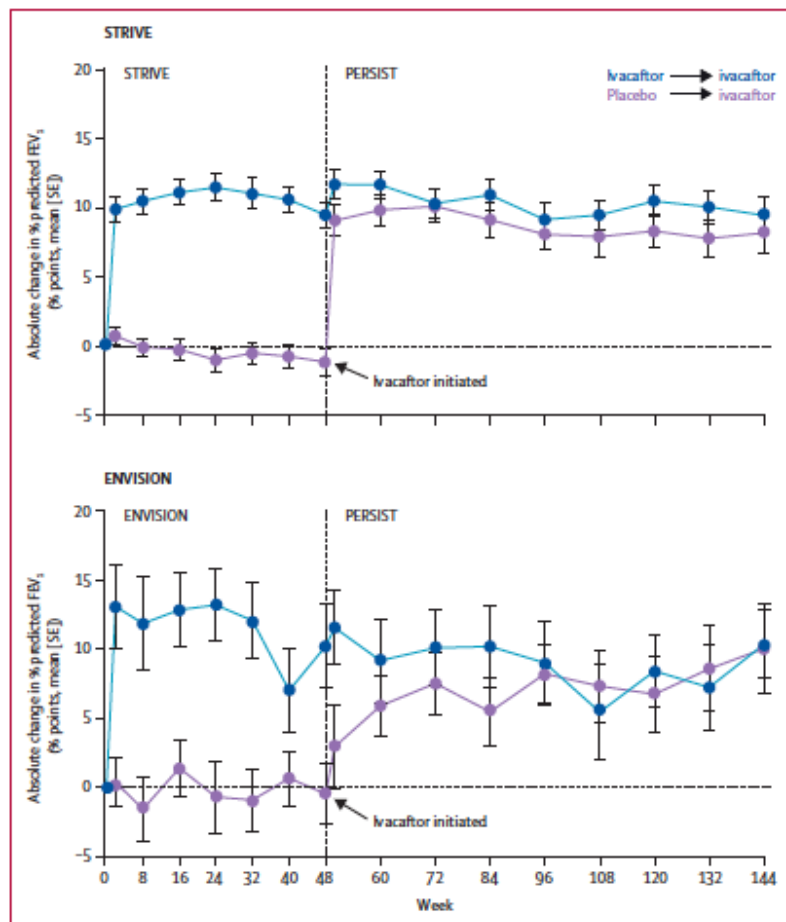 STRIVE
STRIVE PERSIST
Ivacaftor ivacaftor
Placebo ivacaftor
20
15
10
5
0
−5
Absolute change in % predicted FEV₁
(% points, mean [SE])
Ivacaftor initiated
ENVISION
ENVISION PERSIST
20
15
10
5
0
−5
Absolute change in % predicted FEV₁
(% points, mean [SE])
Ivacaftor initiated
0 8 16 24 32 40 48 60 72 84 96 108 120 132 144
Week